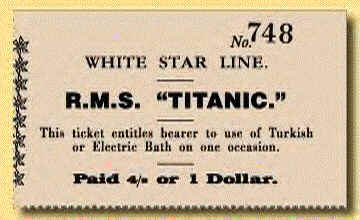 No. 748
WHITE STAR LINE.
R.M.S. "TITANIC."
This ticket entitles bearer to use of Turkish
or Electric Bath on one occasion.
Paid 4/- or 1 Dollar.